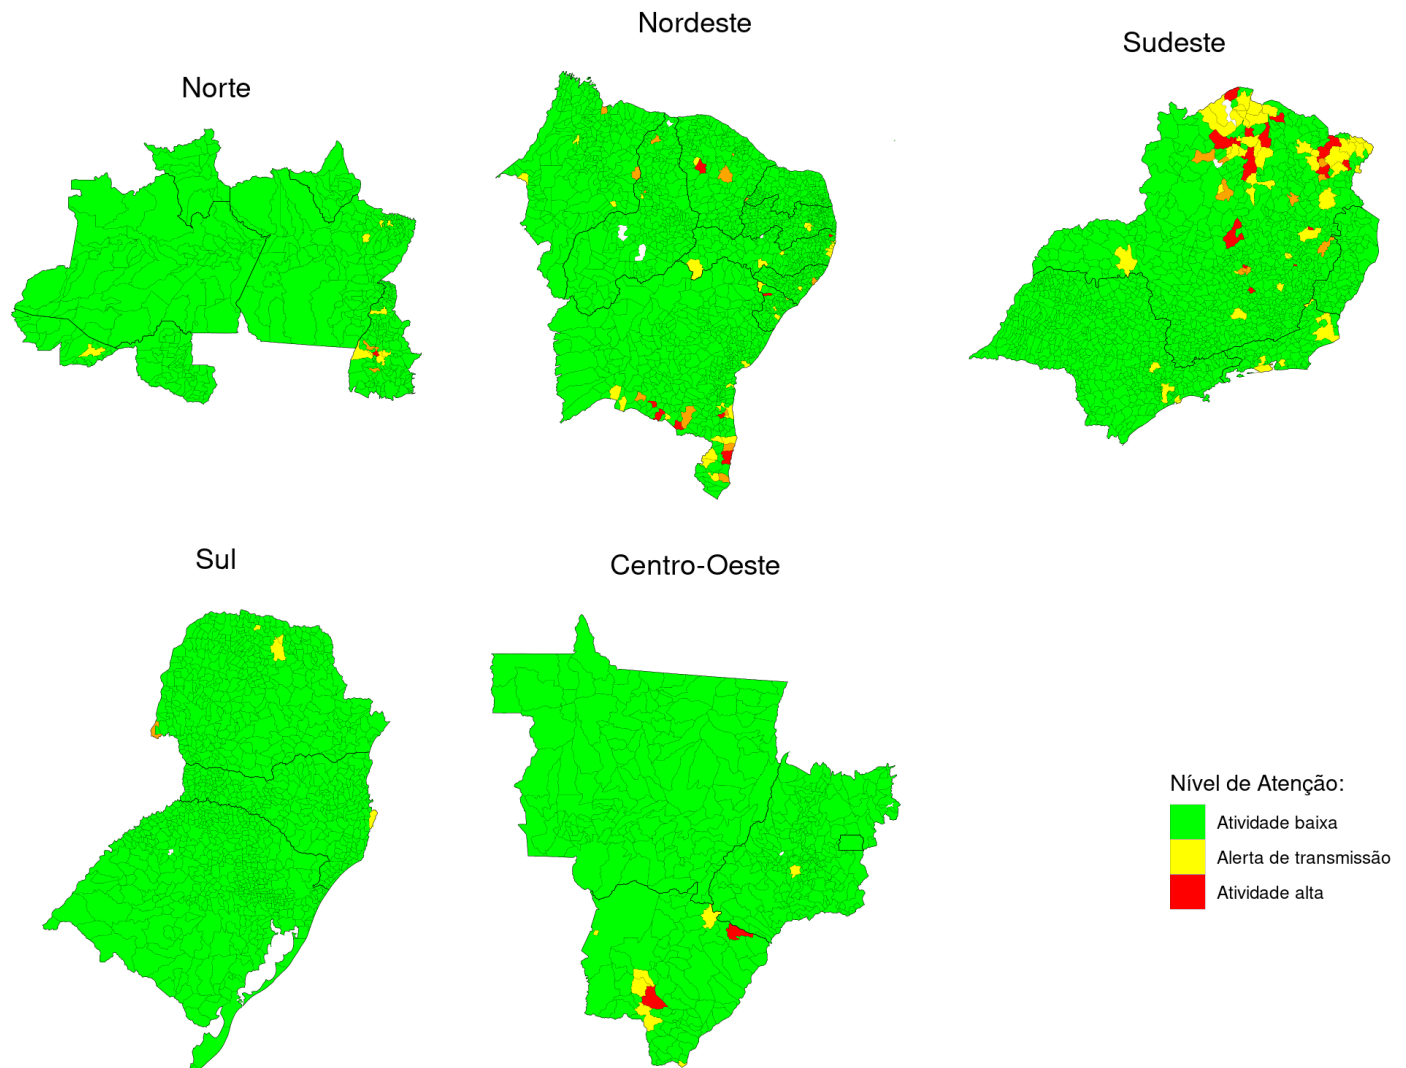 Norte
Nordeste
Sudeste
Sul
Centro-Oeste
Nível de Atenção:
Atividade baixa
Alerta de transmissão
Atividade alta